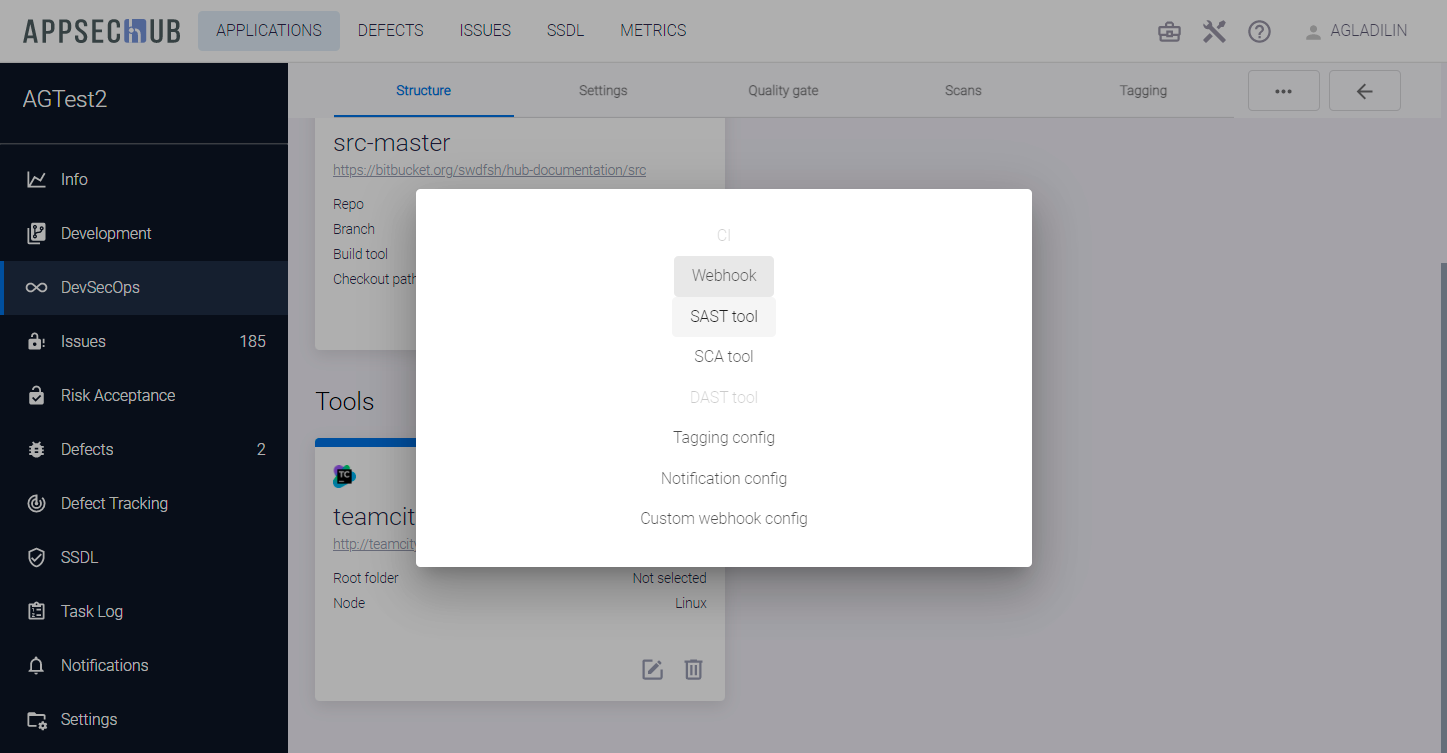 APPSECHUB APPLICATIONS DEFECTS ISSUES SSDL METRICS AGLADILIN
AGTest2
Info
Development
DevSecOps
Issues 185
Risk Acceptance
Defects 2
Defect Tracking
SSDL
Task Log
Notifications
Settings
Structure Settings Quality gate Scans Tagging
src-master
https://bitbucket.org/swdfsh/hub-documentation/src
Repo
Branch
Build tool
Checkout path
Tools
TC
teamcity
http://teamcity
Root folder Not selected
Node Linux
CI
Webhook
SAST tool
SCA tool
DAST tool
Tagging config
Notification config
Custom webhook config